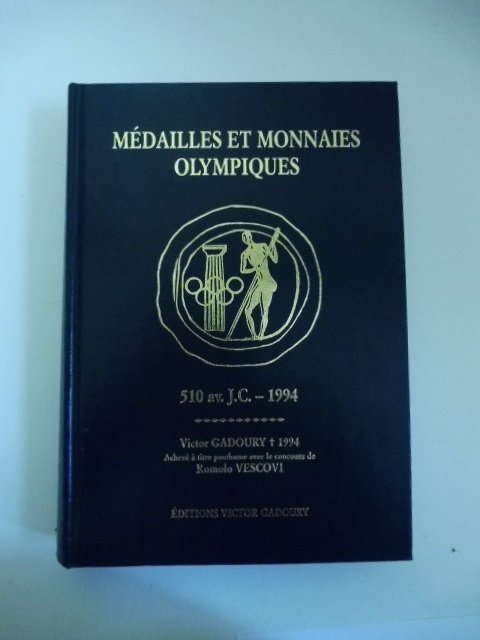 MÉDAILLES ET MONNAIES
OLYMPIQUES
510 av. J.C. – 1994
Victor GADOURY † 1994
Achevé à titre posthume avec le concours de
Romolo VESCOVI
ÉDITIONS VICTOR GADOURY